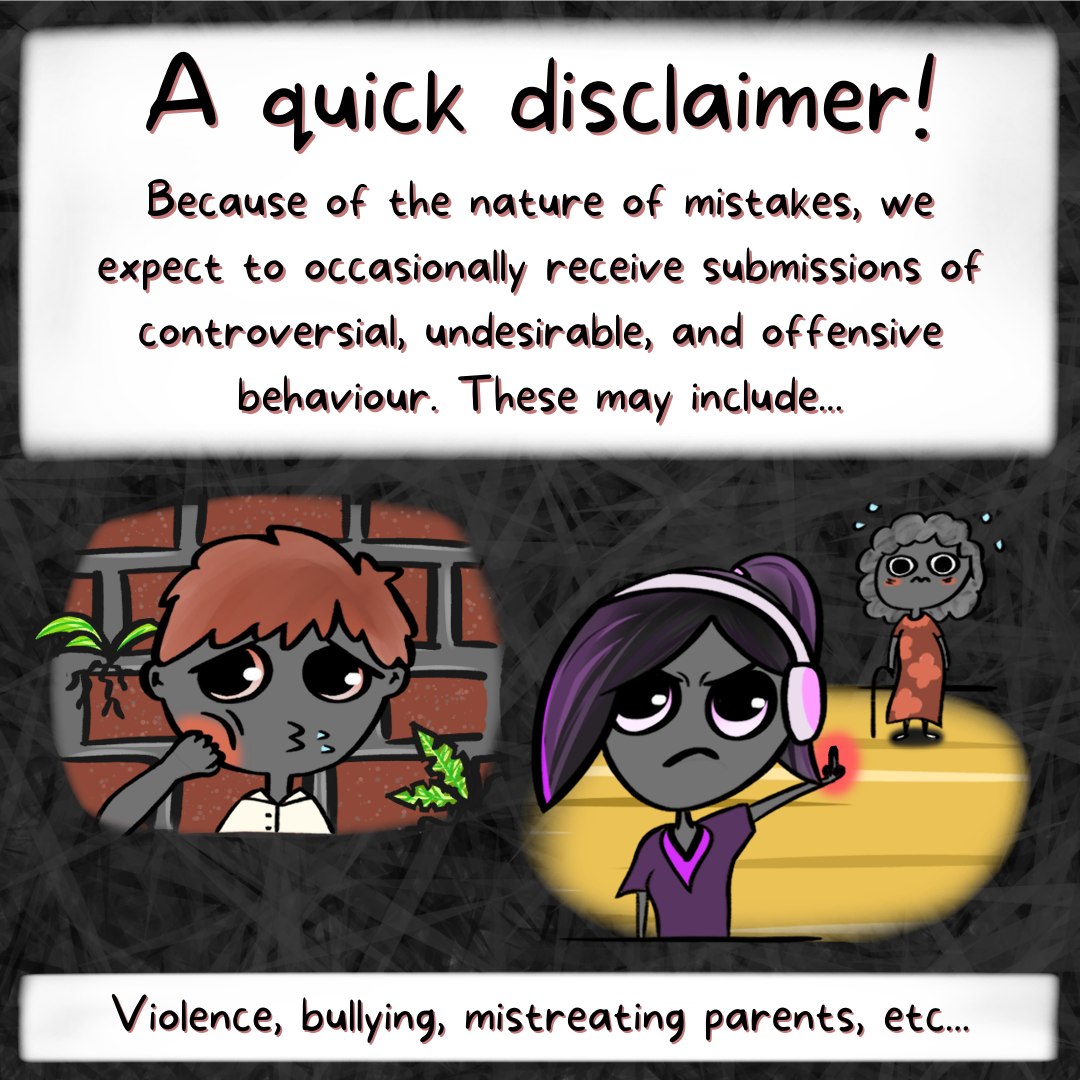 A quick disclaimer!
Because of the nature of mistakes, we
expect to occasionally receive submissions of
controversial, undesirable, and offensive
behaviour. These may include...
Violence, bullying, mistreating parents, etc...